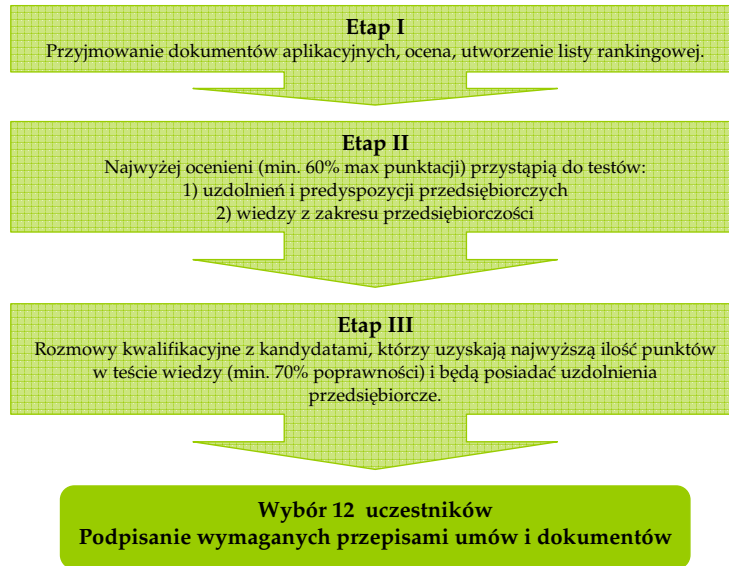 Etap I
Przyjmowanie dokumentów aplikacyjnych, ocena, utworzenie listy rankingowej.
Etap II
Najwyżej ocenieni (min. 60% max punktacji) przystąpią do testów:
1) uzdolnień i predyspozycji przedsiębiorczych
2) wiedzy z zakresu przedsiębiorczości
Etap III
Rozmowy kwalifikacyjne z kandydatami, którzy uzyskają najwyższą ilość punktów
w teście wiedzy (min. 70% poprawności) i będą posiadać uzdolnienia
przedsiębiorcze.
Wybór 12 uczestników
Podpisanie wymaganych przepisami umów i dokumentów